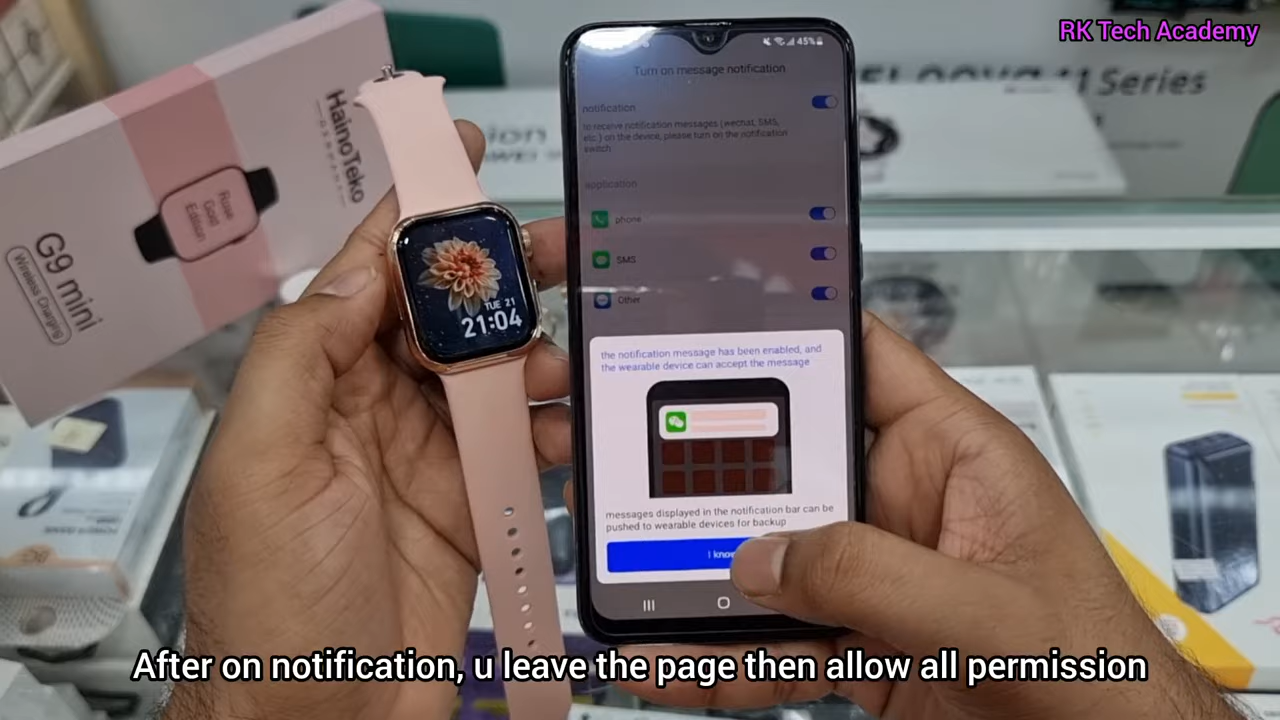 RK Tech Academy
HainoTeko
GERMANY
Rose
Gold
Edition
G9 mini
Wireless Charging
TUE 21
21:04
45%
Turn on message notification
notification
to receive notification messages (wechat, SMS,
etc.) on the device, please turn on the notification
switch
application
phone
SMS
Other
the notification message has been enabled, and
the wearable device can accept the message
messages displayed in the notification bar can be
pushed to wearable devices for backup
I know
Series
After on notification, u leave the page then allow all permission